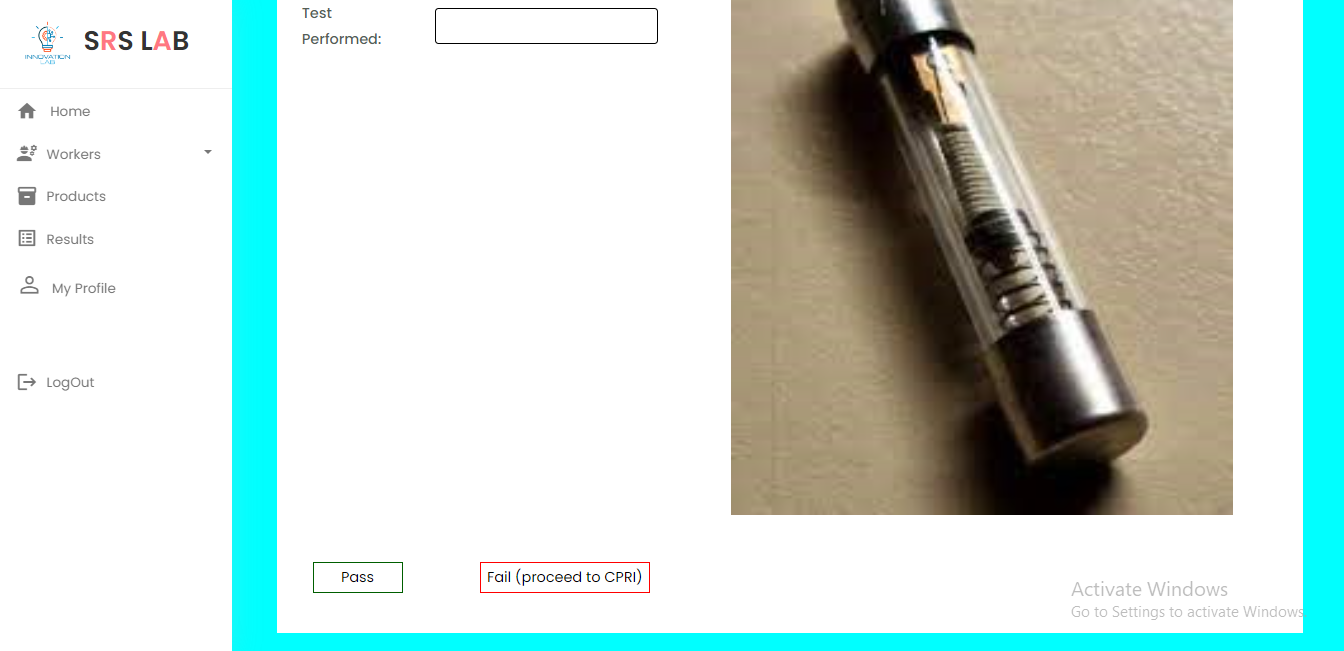 INNOVATION
LAB
SRS LAB
Home
Workers
Products
Results
My Profile
LogOut
Test
Performed:
Pass
Fail (proceed to CPRI)
Activate Windows
Go to Settings to activate Windows